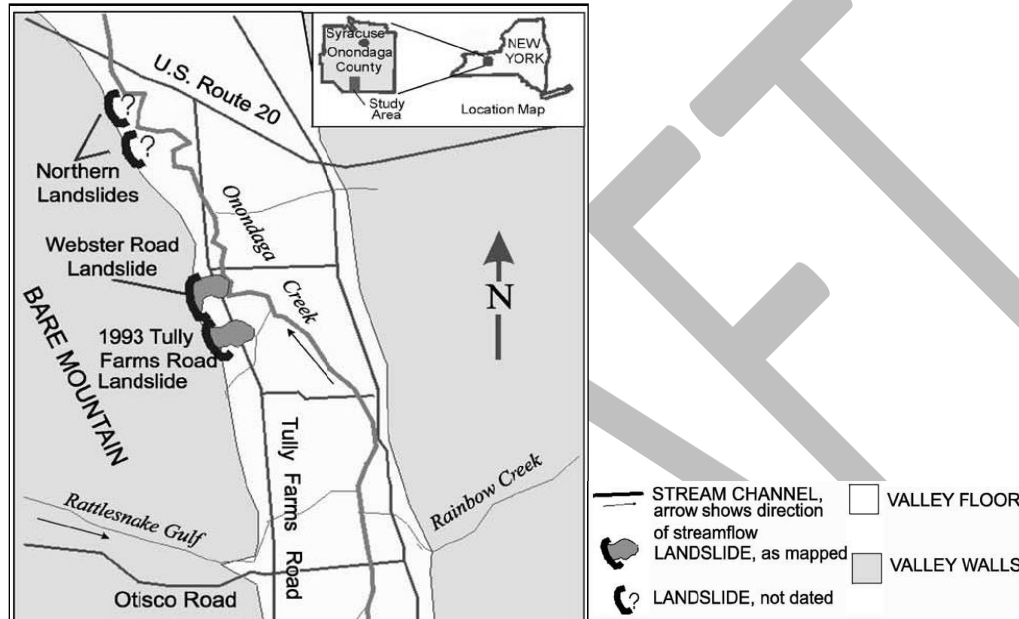 Syracuse
Onondaga
County
Study
Area
NEW
YORK
Location Map
U.S. Route 20
?
?
Northern
Landslides
Onondaga
Creek
Webster Road
Landslide
N
BARE MOUNTAIN
1993 Tully
Farms Road
Landslide
Tully Farms Road
Rattlesnake Gulf
Rainbow Creek
Otisco Road
STREAM CHANNEL,
arrow shows direction
of streamflow
LANDSLIDE, as mapped
?
LANDSLIDE, not dated
VALLEY FLOOR
VALLEY WALLS